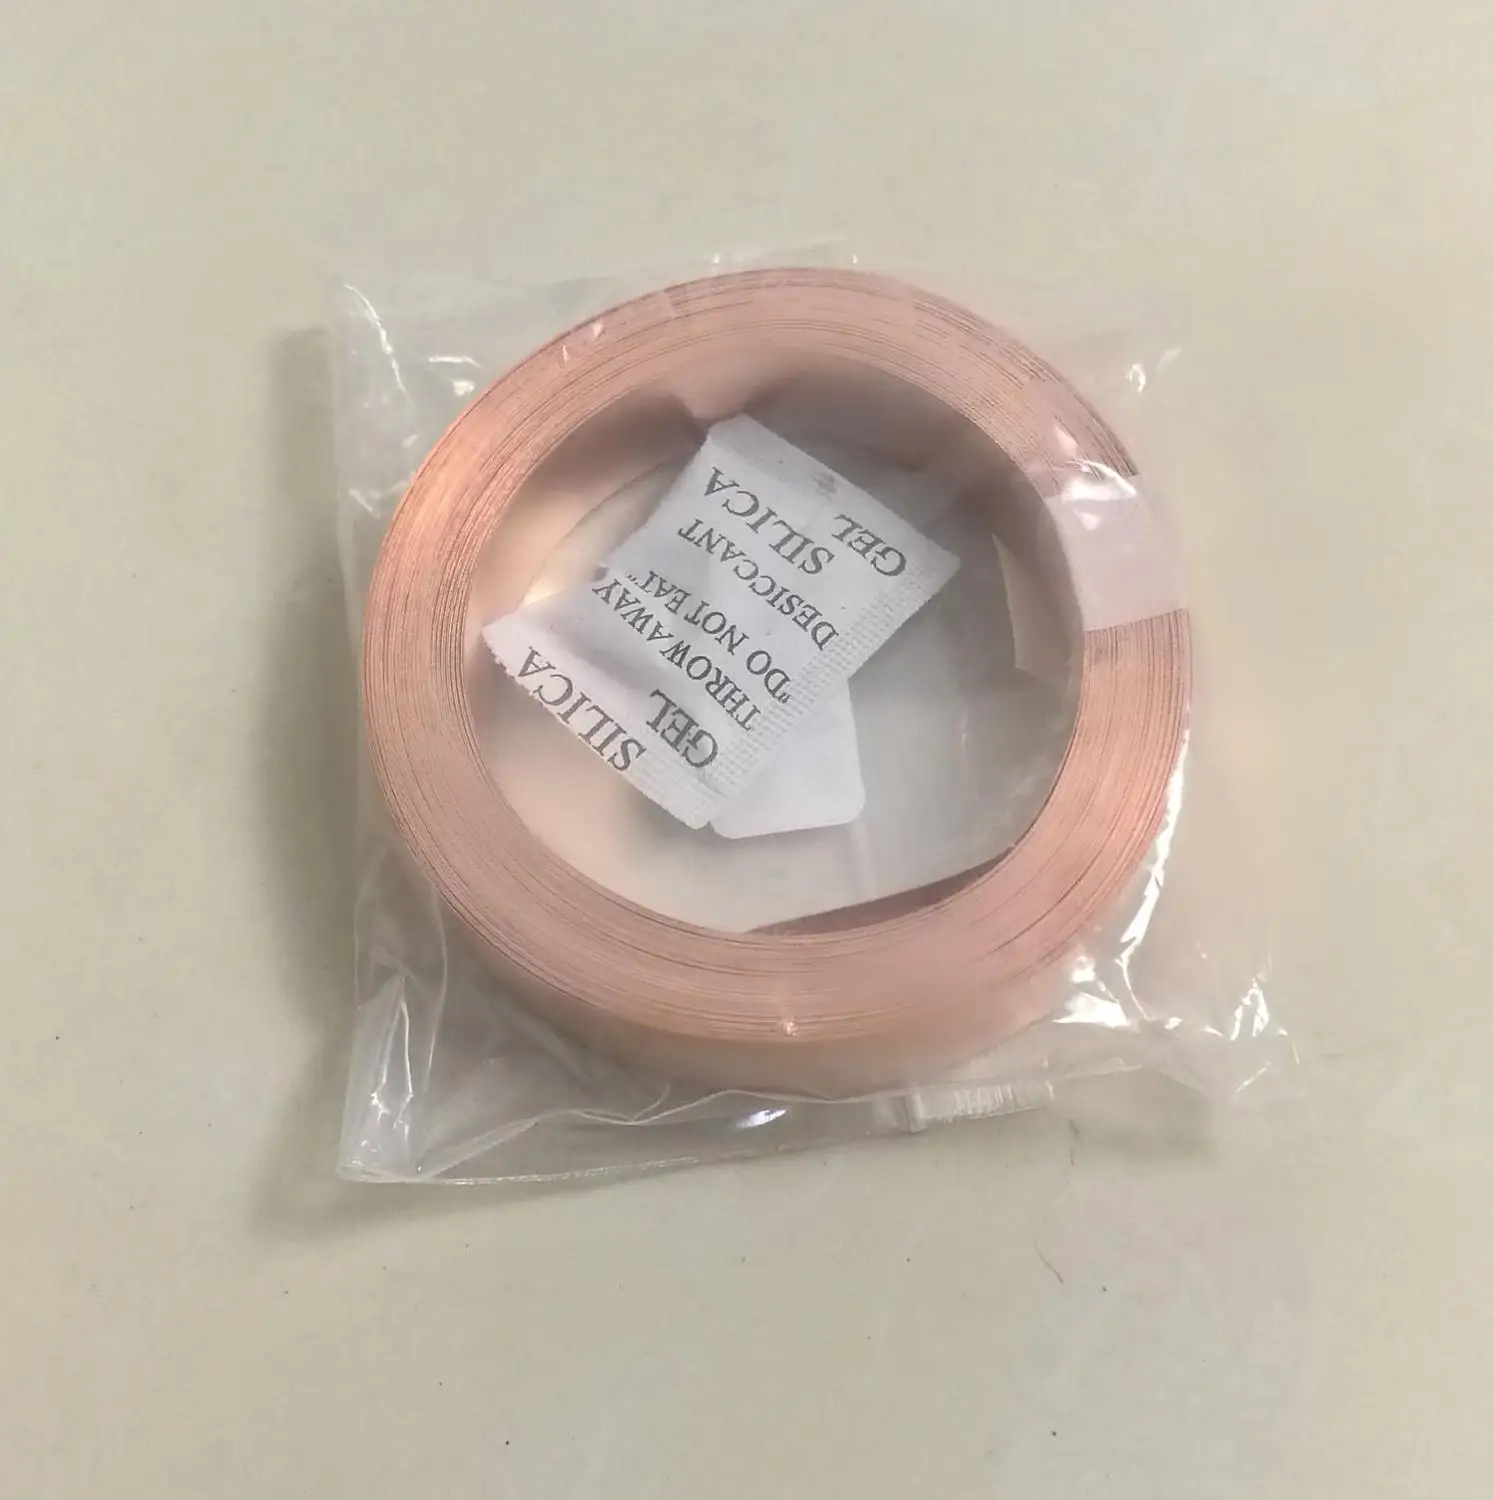 SILICA
GEL
THROW AWAY
"DO NOT EAT"
DESICCANT
SILICA
GEL